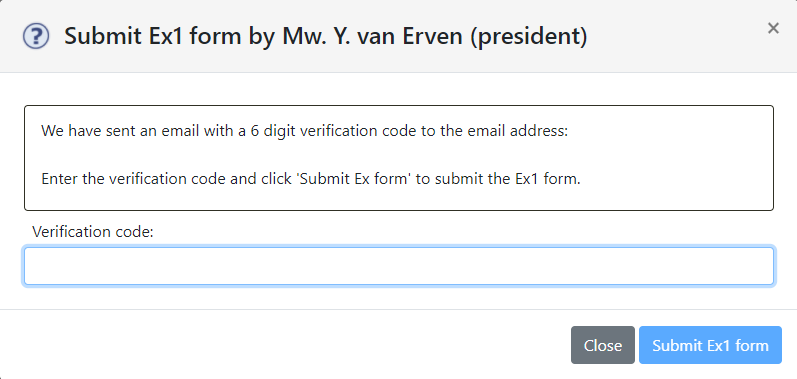 Submit Ex1 form by Mw. Y. van Erven (president)
We have sent an email with a 6 digit verification code to the email address:
Enter the verification code and click 'Submit Ex form' to submit the Ex1 form.
Verification code:
Close
Submit Ex1 form